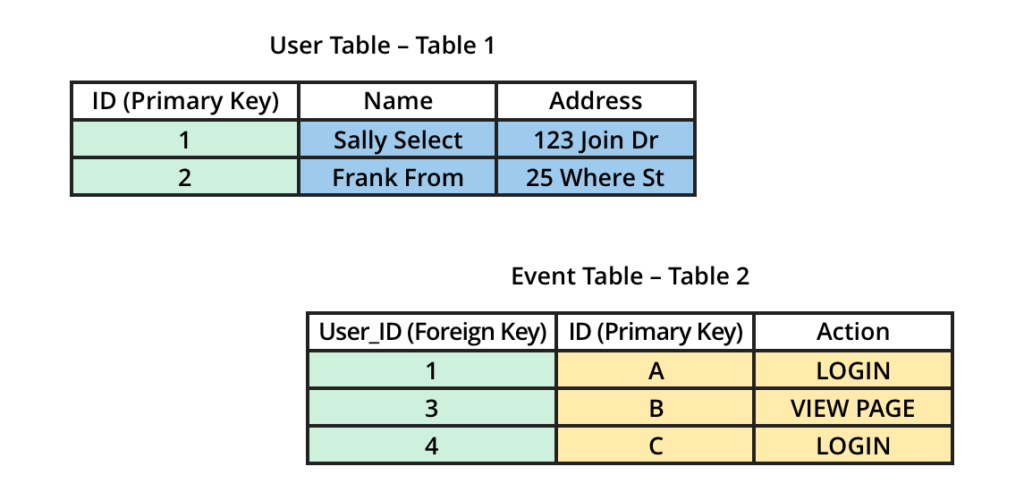 User Table – Table 1
ID (Primary Key) Name Address
1 Sally Select 123 Join Dr
2 Frank From 25 Where St
Event Table – Table 2
User_ID (Foreign Key) ID (Primary Key) Action
1 A LOGIN
3 B VIEW PAGE
4 C LOGIN